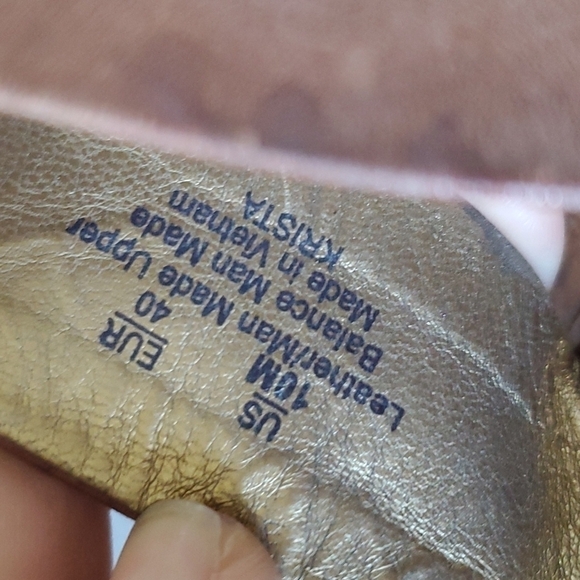 US EUR
10M 40
Leather/Man Made Upper
Balance Man Made
Made in Vietnam
KRISTA